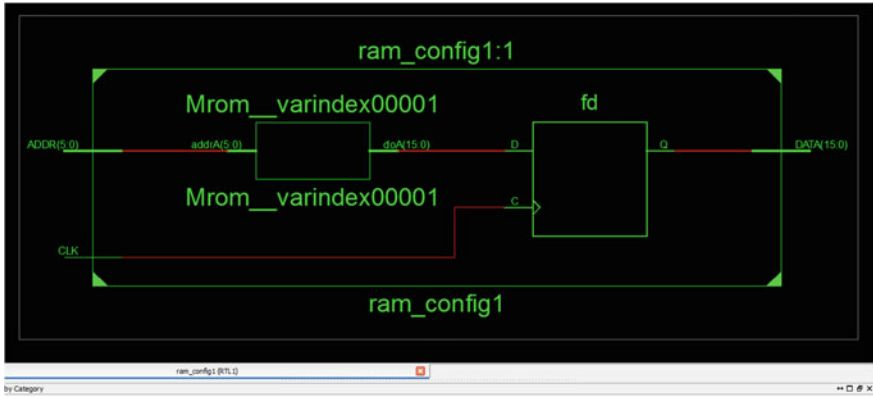 ram_config1:1
Mrom__varindex00001
fd
ADDR(5:0)
addrA(5:0)
doA(15:0)
D
Q
DATA(15:0)
Mrom__varindex00001
C
CLK
ram_config1
ram_config1 (RTL1)
by Category